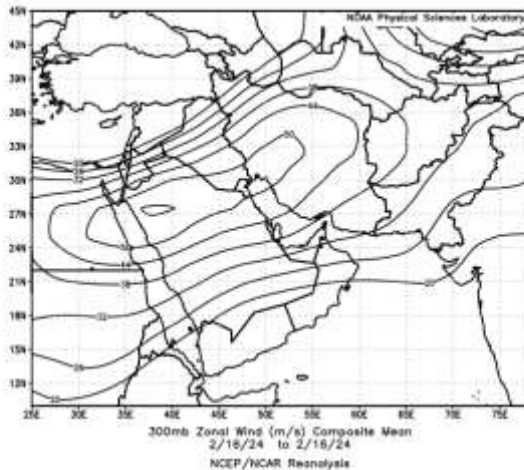 45N
NOAA Physical Sciences Laboratory
42N
39N
36N
33N
30N
27N
24N
21N
18N
15N
12N
25E 30E 35E 40E 45E 50E 55E 60E 65E 70E 75E
300mb Zonal Wind (m/s) Composite Mean
2/16/24 to 2/16/24
NCEP/NCAR Reanalysis